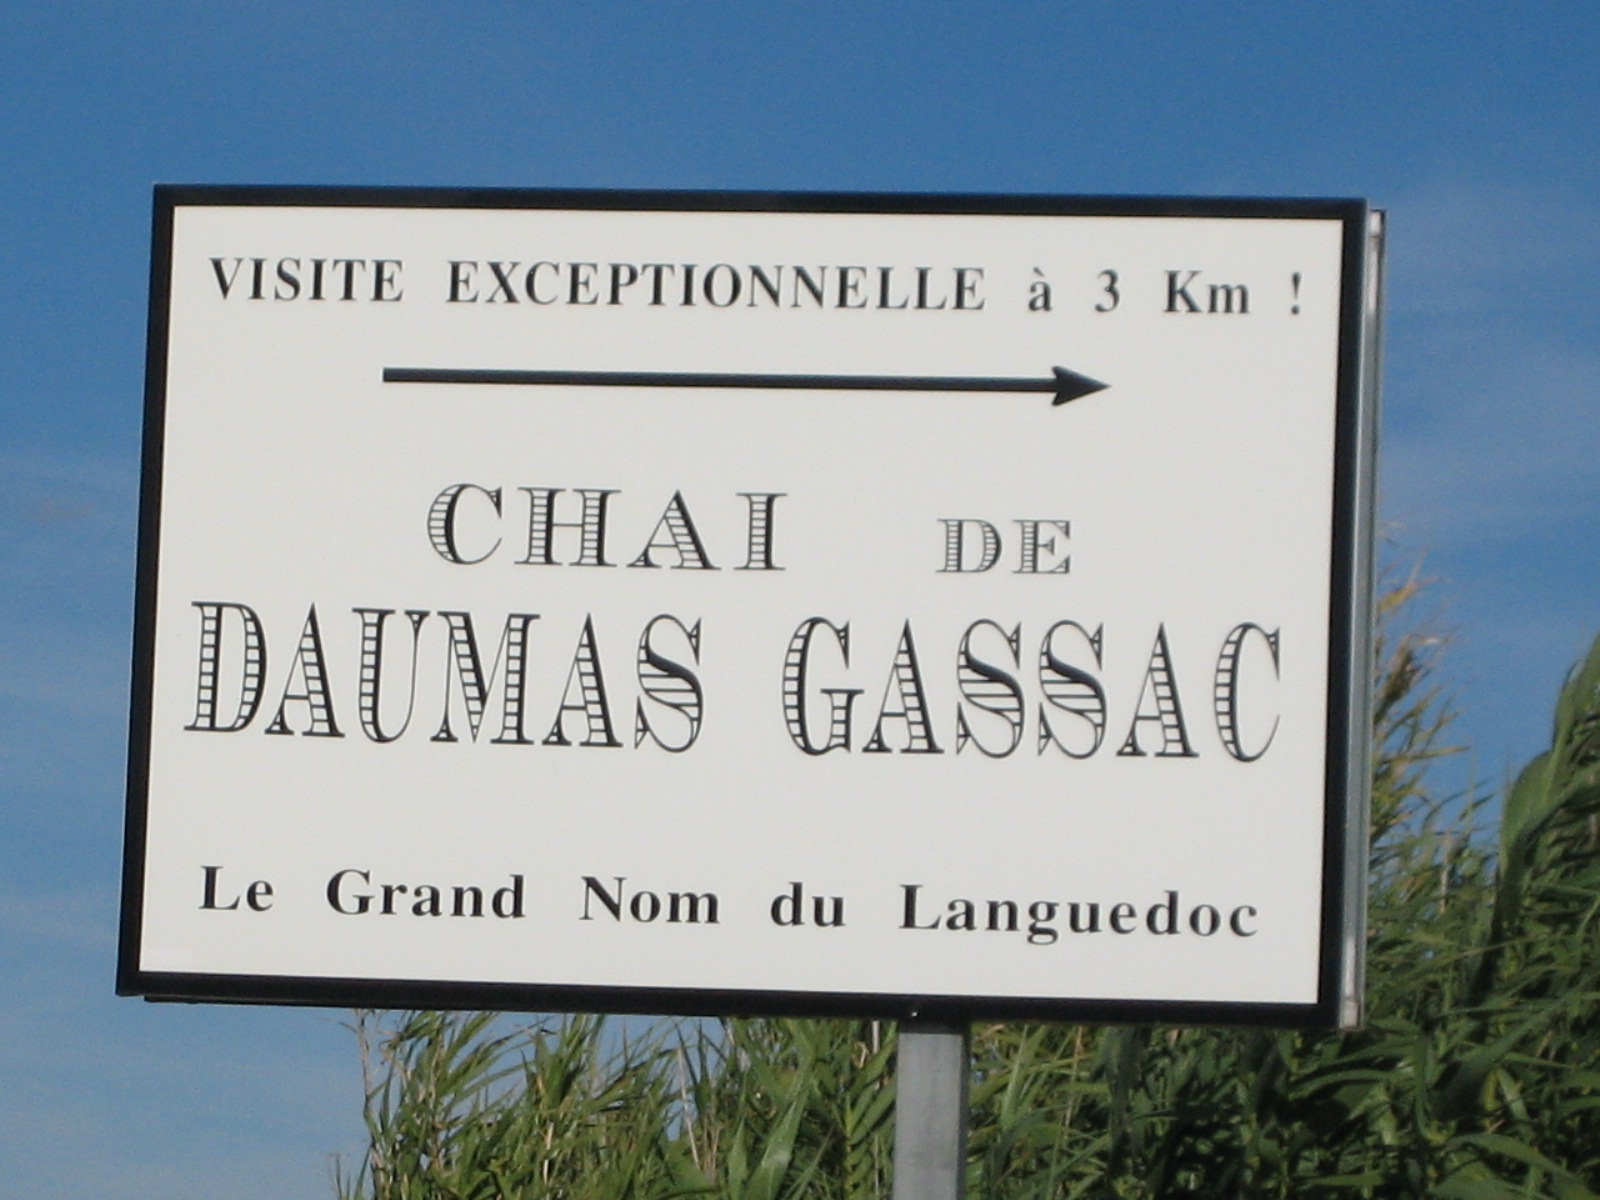 VISITE EXCEPTIONNELLE à 3 Km !
CHAI DE
DAUMAS GASSAC
Le Grand Nom du Languedoc